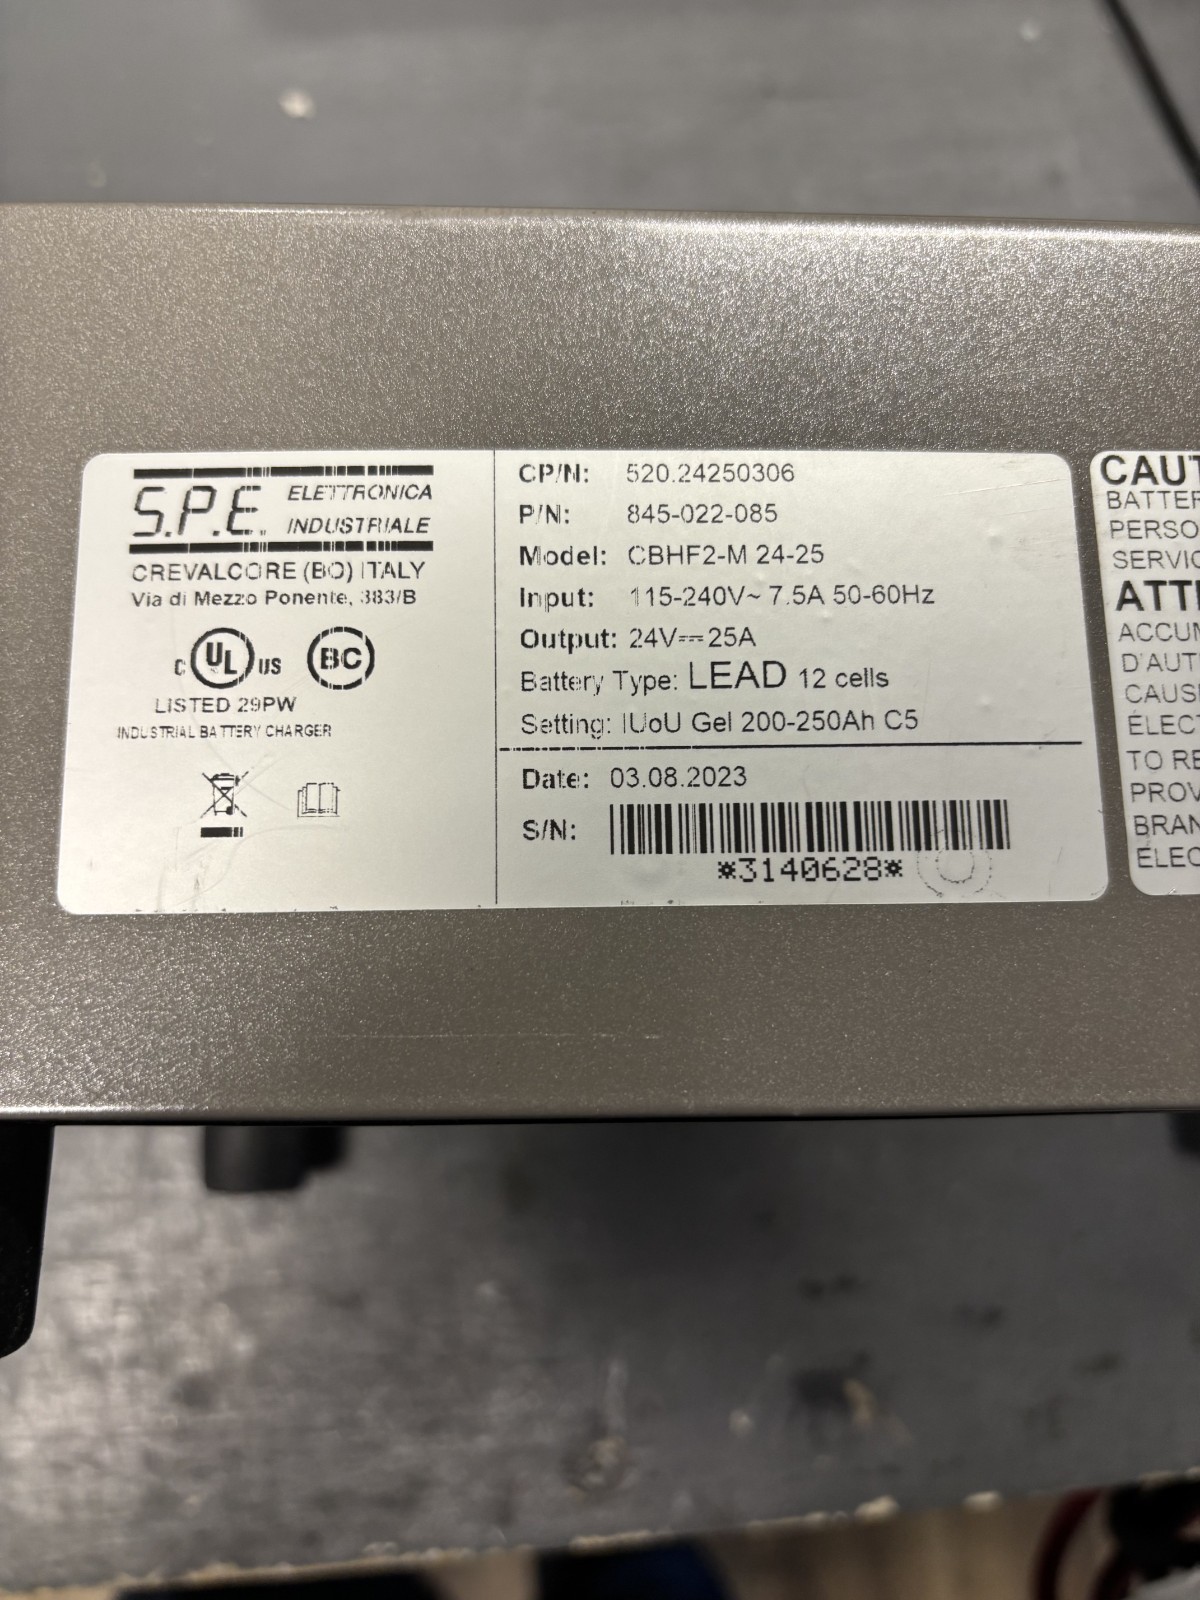 S.P.E. ELETTRONICA
INDUSTRIALE
CREVALCORE (BO) ITALY
Via di Mezzo Ponente, 383/B
C UL US BC
LISTED 29PW
INDUSTRIAL BATTERY CHARGER
CP/N: 520.24250306
P/N: 845-022-085
Model: CBHF2-M 24-25
Input: 115-240V~ 7.5A 50-60Hz
Output: 24V⎓25A
Battery Type: LEAD 12 cells
Setting: IUoU Gel 200-250Ah C5
Date: 03.08.2023
S/N:
*3140628*
CAUT
BATTER
PERSO
SERVIC
ATTE
ACCUM
D'AUT
CAUSE
ÉLEC
TO RE
PROV
BRAN
ÉLEC